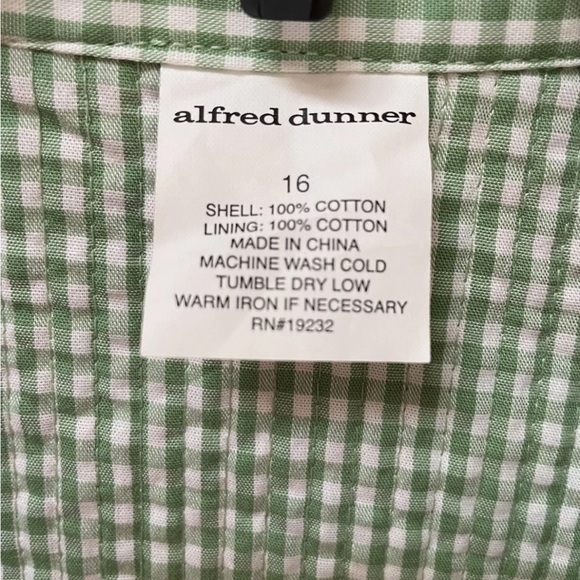 alfred dunner
16
SHELL: 100% COTTON
LINING: 100% COTTON
MADE IN CHINA
MACHINE WASH COLD
TUMBLE DRY LOW
WARM IRON IF NECESSARY
RN#19232